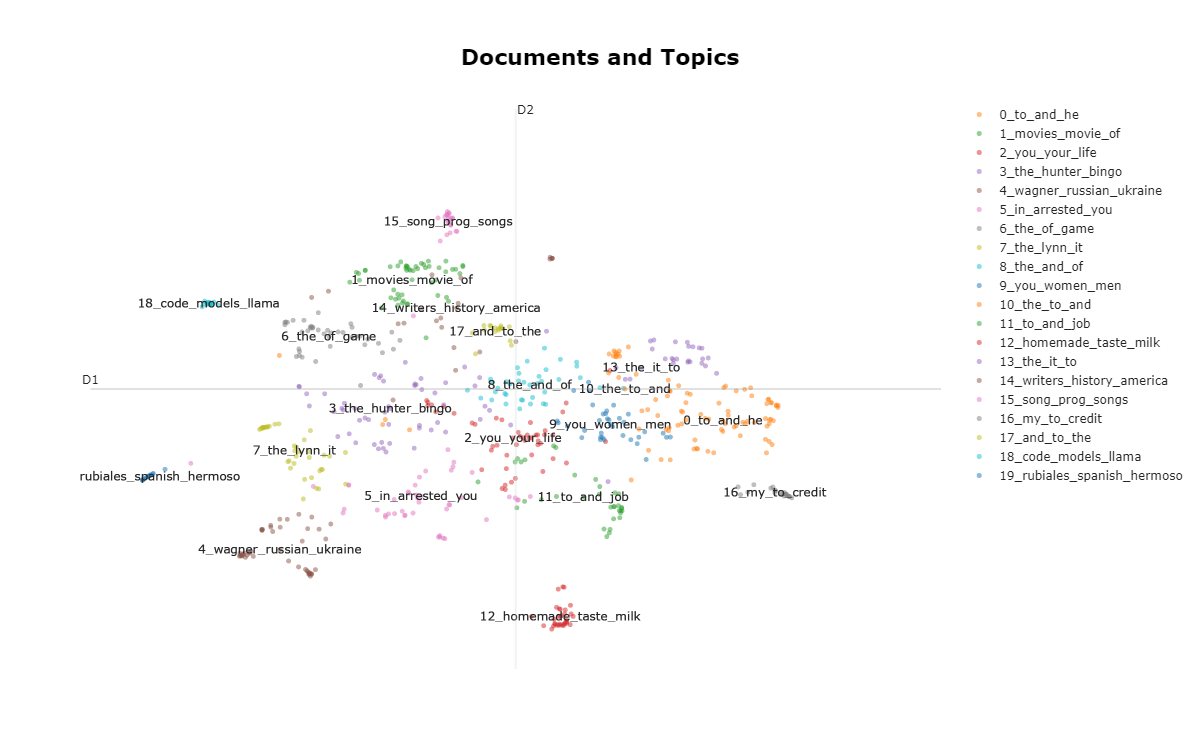 Documents and Topics
D2
0_to_and_he
1_movies_movie_of
2_you_your_life
3_the_hunter_bingo
4_wagner_russian_ukraine
5_in_arrested_you
6_the_of_game
7_the_lynn_it
8_the_and_of
9_you_women_men
10_the_to_and
11_to_and_job
12_homemade_taste_milk
13_the_it_to
14_writers_history_america
15_song_prog_songs
16_my_to_credit
17_and_to_the
18_code_models_llama
19_rubiales_spanish_hermoso
15_song_prog_songs
1_movies_movie_of
18_code_models_llama
14_writers_history_america
17_and_to_the
6_the_of_game
13_the_it_to
D1
8_the_and_of
10_the_to_and
3_the_hunter_bingo
0_to_and_he
9_you_women_men
2_you_your_life
7_the_lynn_it
rubiales_spanish_hermoso
16_my_to_credit
5_in_arrested_you
11_to_and_job
4_wagner_russian_ukraine
12_homemade_taste_milk